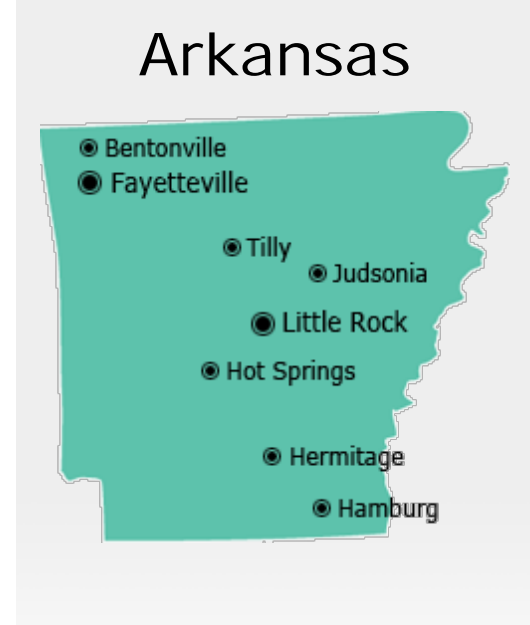 Arkansas
Bentonville
Fayetteville
Tilly
Judsonia
Little Rock
Hot Springs
Hermitage
Hamburg